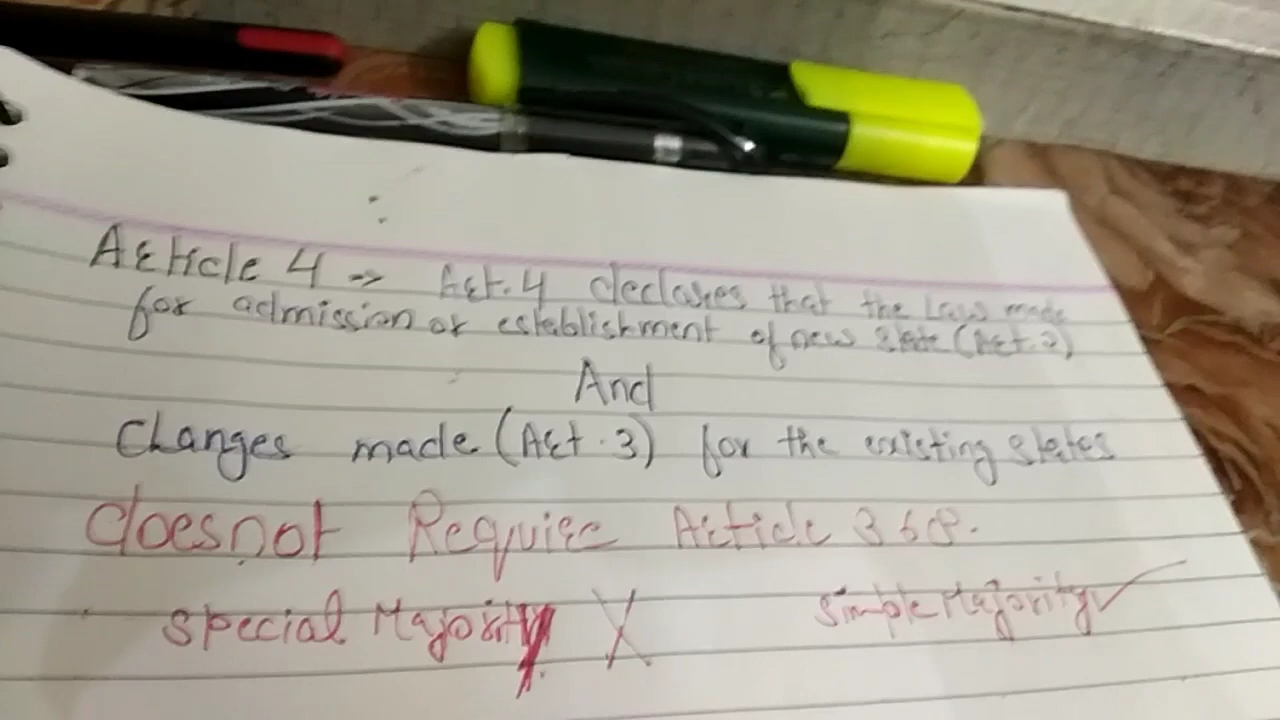 Article 4 → Art. 4 declares that the Law made
for admission or establishment of new state (Art. 2)
And
Changes made (Art. 3) for the existing states
doesnot Require Article 368.
Special Majority X Simple Majority ✓